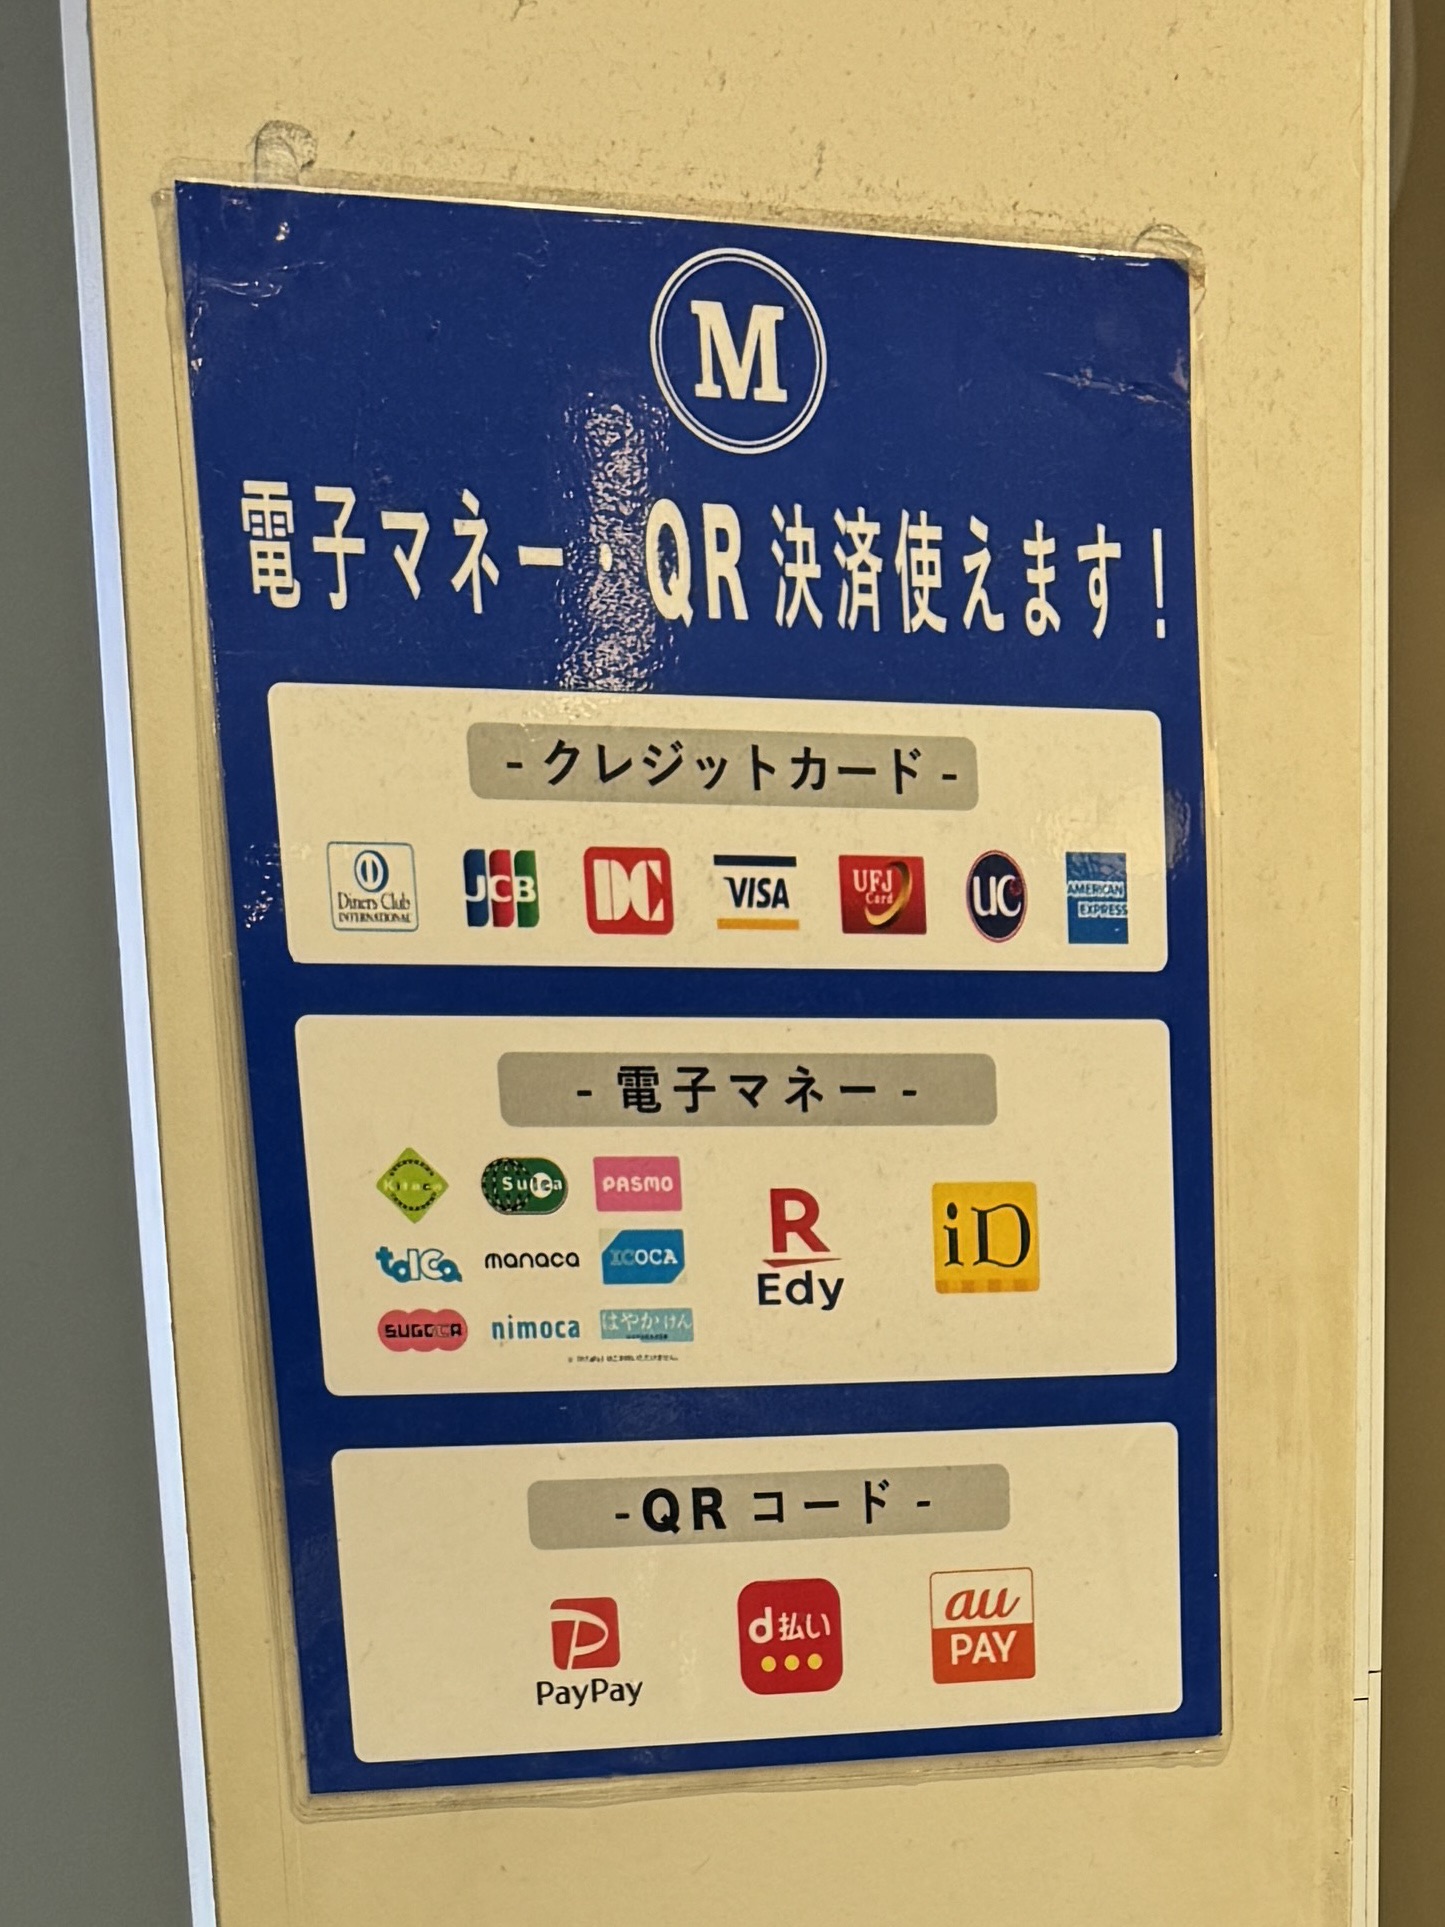 M
電子マネー・QR決済使えます！
- クレジットカード -
Diners Club INTERNATIONAL
JCB
DC
VISA
UFJ Card
UC
AMERICAN EXPRESS
- 電子マネー -
Kitaca
Suica
PASMO
toICa
manaca
ICOCA
SUGOCA
nimoca
はやかけん
R Edy
iD
-QRコード -
PayPay
d払い
au PAY